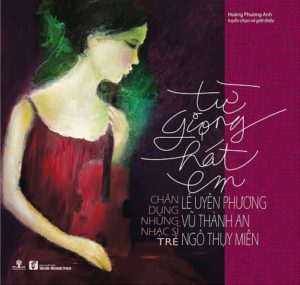 Hoàng Phương Anh
tuyển chọn và giới thiệu
từ
giọng
hát
em
CHÂN
DUNG
NHỮNG
NHẠC SĨ
TRẺ
LÊ UYÊN PHƯƠNG
VŨ THÀNH AN
NGÔ THỤY MIÊN